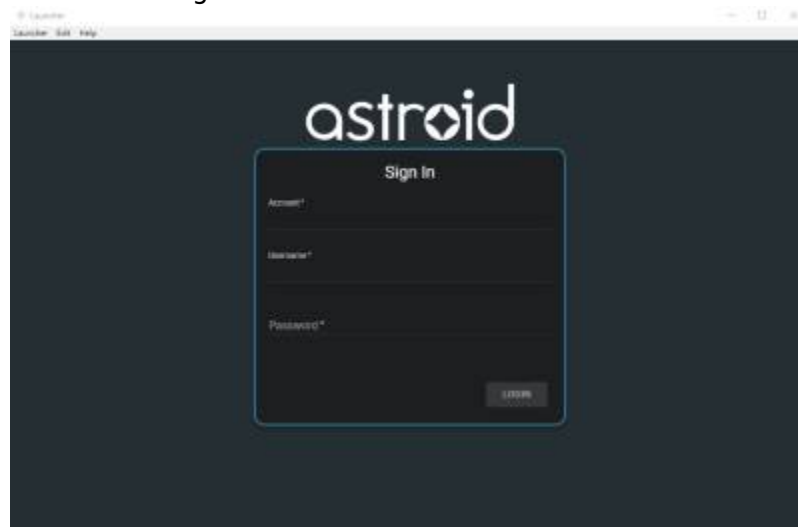 Launcher
Launcher Edit Help
astroid
Sign In
Account*
Username*
Password*
LOGIN